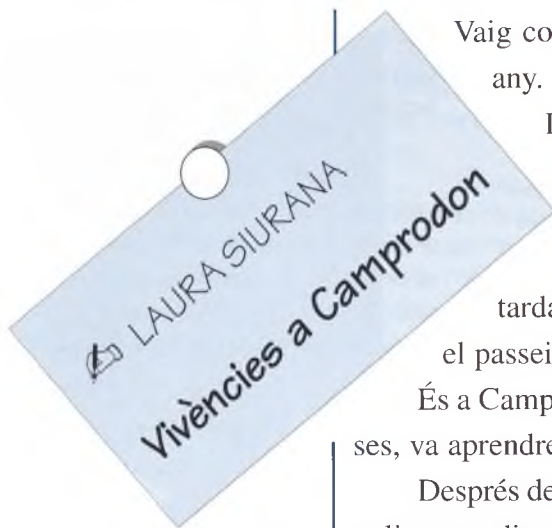 LAURA SIURANA
Vivències a Camprodon
Vaig co
any.
tarda
el passei
És a Camp
ses, va aprendre
Després de